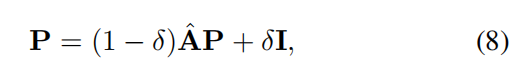 P = (1 − δ)ÂP + δI, (8)